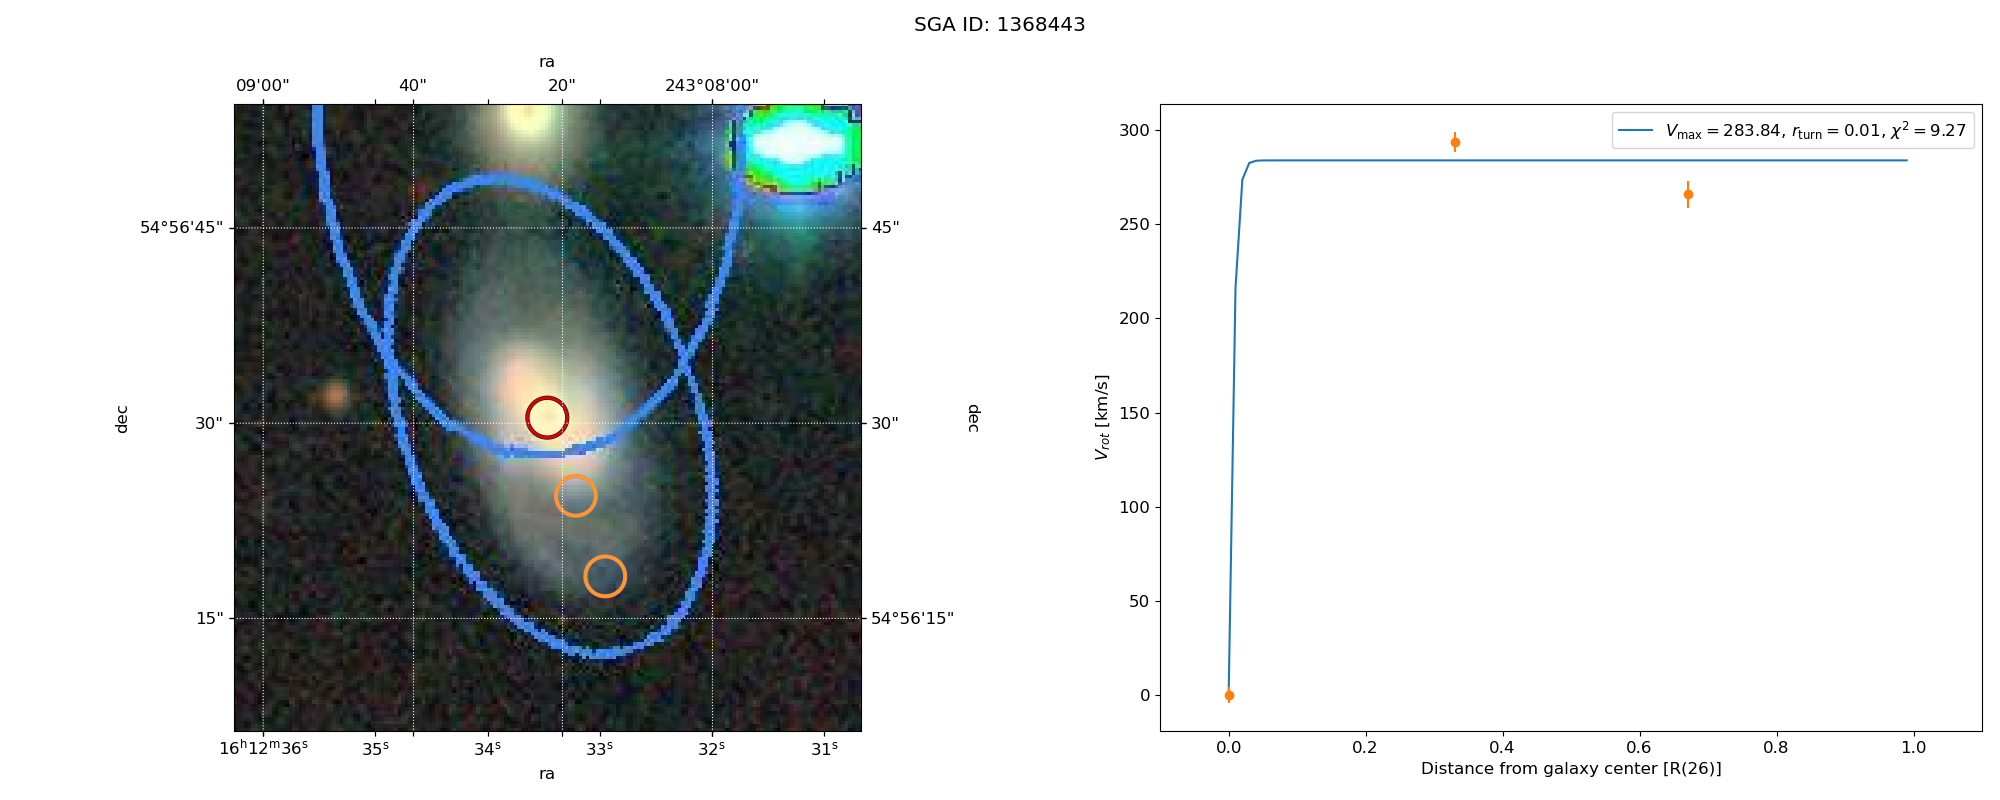 SGA ID: 1368443
ra
09'00" 40" 20" 243°08'00"
54°56'45"
30"
15"
45"
30"
54°56'15"
dec
dec
16ʰ12ᵐ36ˢ 35ˢ 34ˢ 33ˢ 32ˢ 31ˢ
ra
V_max = 283.84, r_turn = 0.01, χ² = 9.27
300
250
200
150
100
50
0
V_rot [km/s]
0.0 0.2 0.4 0.6 0.8 1.0
Distance from galaxy center [R(26)]